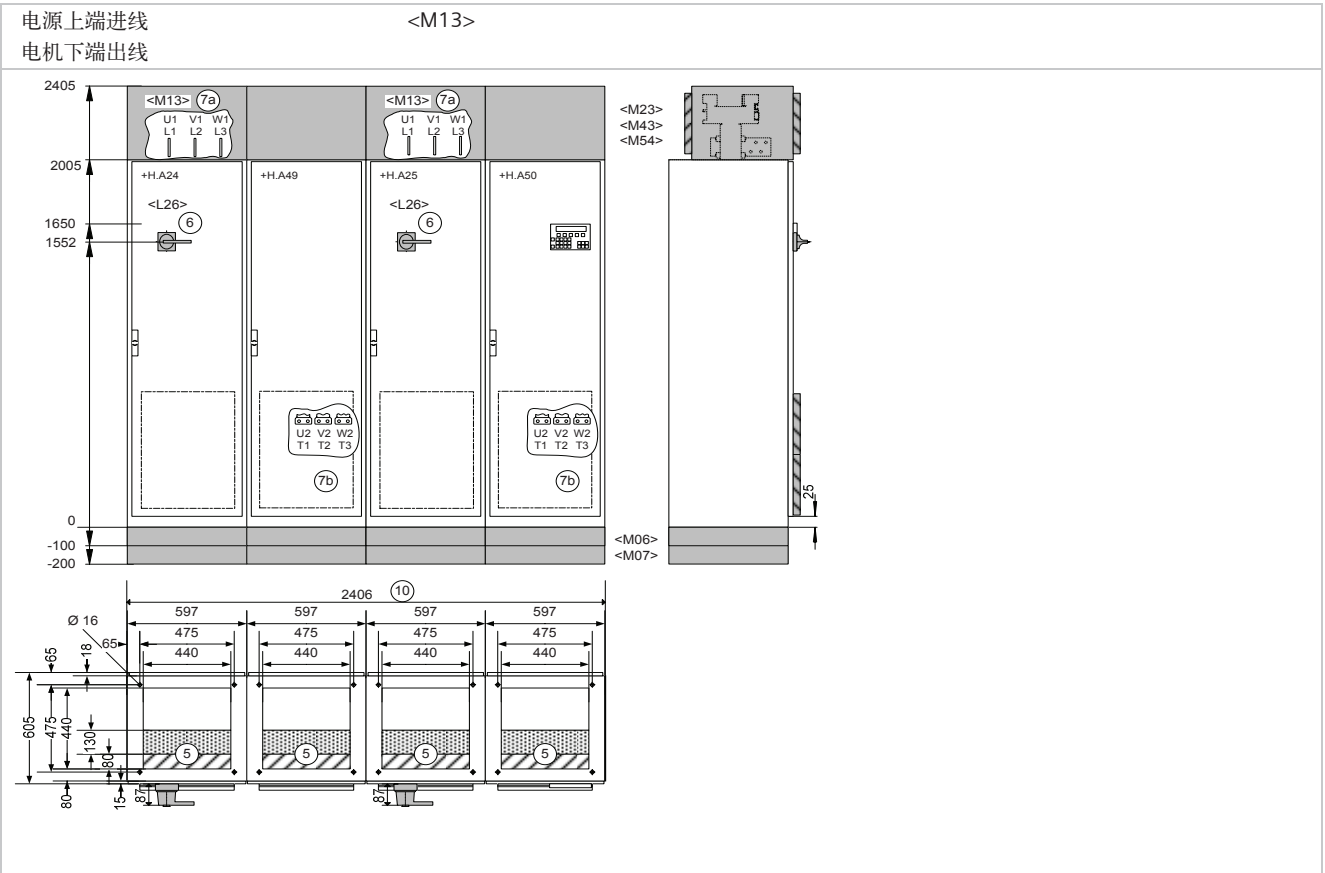 电源上端进线 <M13>
电机下端出线
2405
<M13> 7a <M13> 7a
U1 V1 W1 U1 V1 W1
L1 L2 L3 L1 L2 L3
<M23>
<M43>
<M54>
2005
+H.A24 +H.A49 +H.A25 +H.A50
<L26> <L26>
1650 6 6
1552
U2 V2 W2 U2 V2 W2
T1 T2 T3 T1 T2 T3
7b 7b
25
0
-100 <M06>
-200 <M07>
2406 10
597 597 597 597
Ø 16
475 475 475 475
65 18 65
440 440 440 440
605 475 440 130 80
5 5 5 5
80 15 87 87